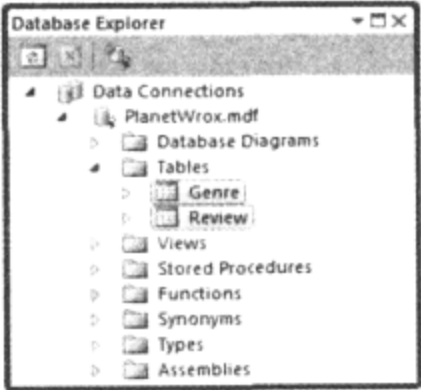 Database Explorer
Data Connections
PlanetWrox.mdf
Database Diagrams
Tables
Genre
Review
Views
Stored Procedures
Functions
Synonyms
Types
Assemblies